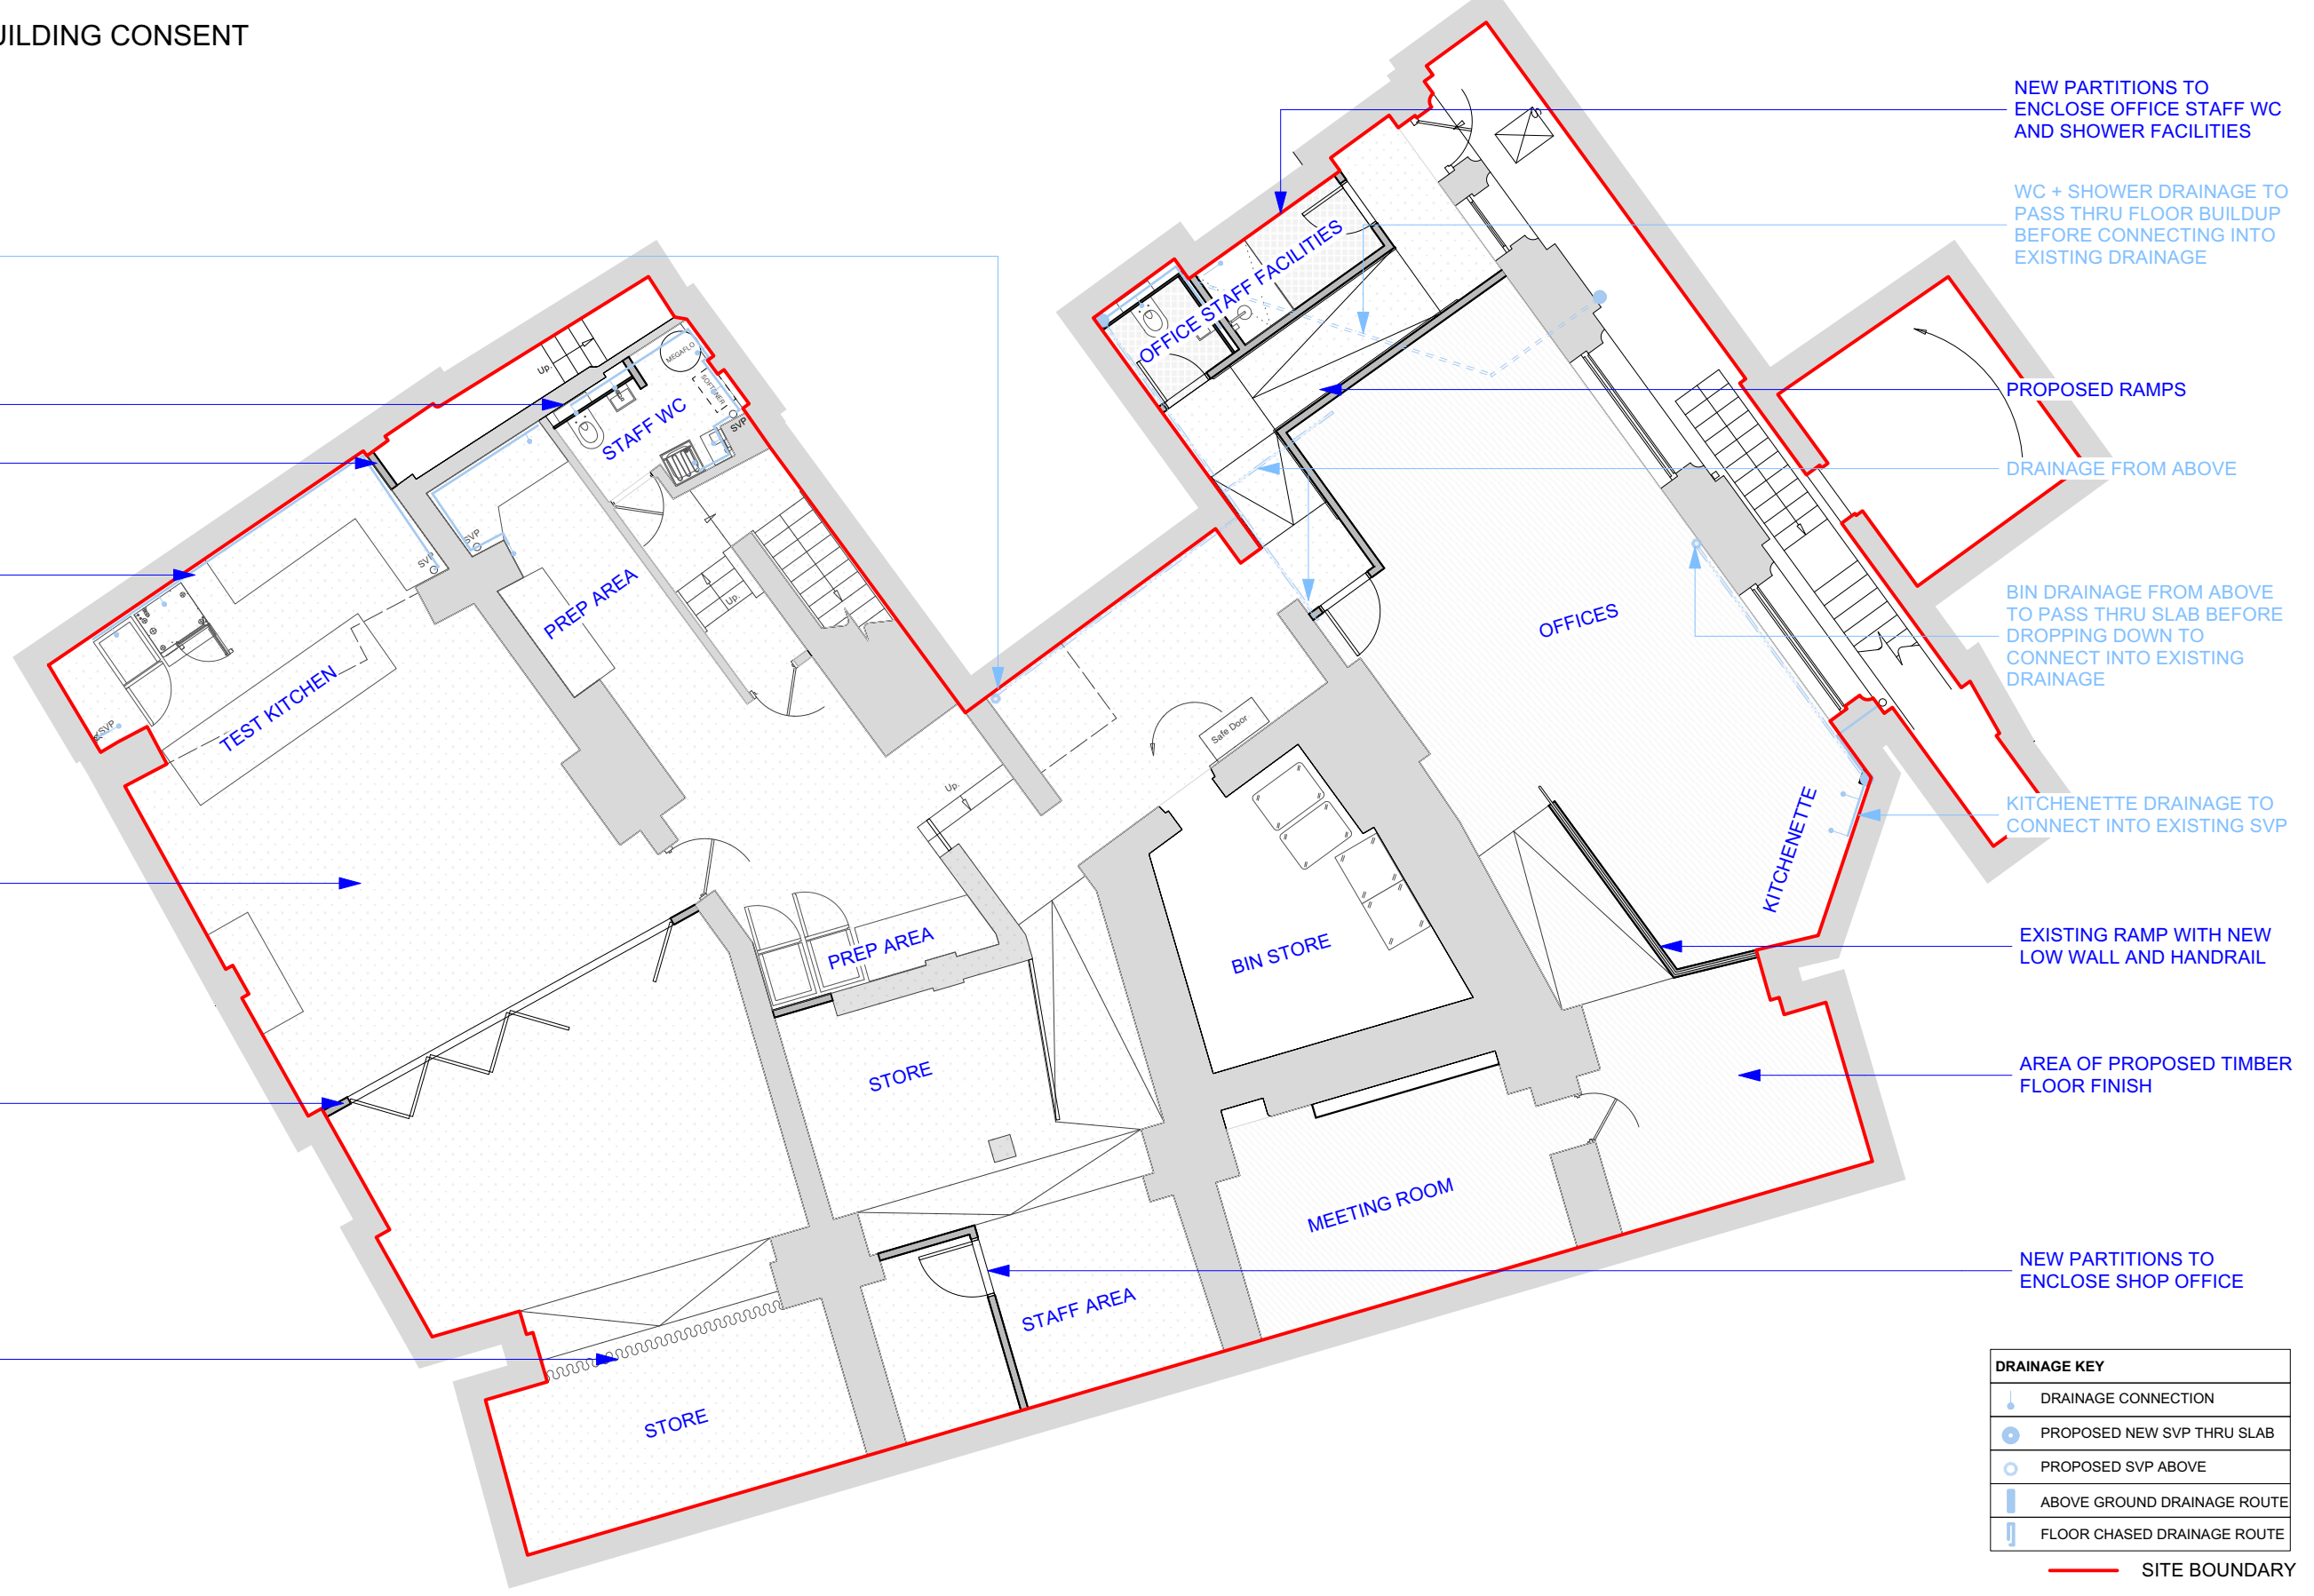 UILDING CONSENT
NEW PARTITIONS TO
ENCLOSE OFFICE STAFF WC
AND SHOWER FACILITIES
WC + SHOWER DRAINAGE TO
PASS THRU FLOOR BUILDUP
BEFORE CONNECTING INTO
EXISTING DRAINAGE
PROPOSED RAMPS
DRAINAGE FROM ABOVE
BIN DRAINAGE FROM ABOVE
TO PASS THRU SLAB BEFORE
DROPPING DOWN TO
CONNECT INTO EXISTING
DRAINAGE
KITCHENETTE DRAINAGE TO
CONNECT INTO EXISTING SVP
EXISTING RAMP WITH NEW
LOW WALL AND HANDRAIL
AREA OF PROPOSED TIMBER
FLOOR FINISH
NEW PARTITIONS TO
ENCLOSE SHOP OFFICE
OFFICE STAFF FACILITIES
Up.
MEGAFLO
SOFTENER
SVP
STAFF WC
SVP
SVP
PREP AREA
Up.
TEST KITCHEN
SVP
OFFICES
Safe Door
Up.
KITCHENETTE
PREP AREA
BIN STORE
STORE
MEETING ROOM
STAFF AREA
STORE
DRAINAGE KEY
DRAINAGE CONNECTION
PROPOSED NEW SVP THRU SLAB
PROPOSED SVP ABOVE
ABOVE GROUND DRAINAGE ROUTE
FLOOR CHASED DRAINAGE ROUTE
SITE BOUNDARY